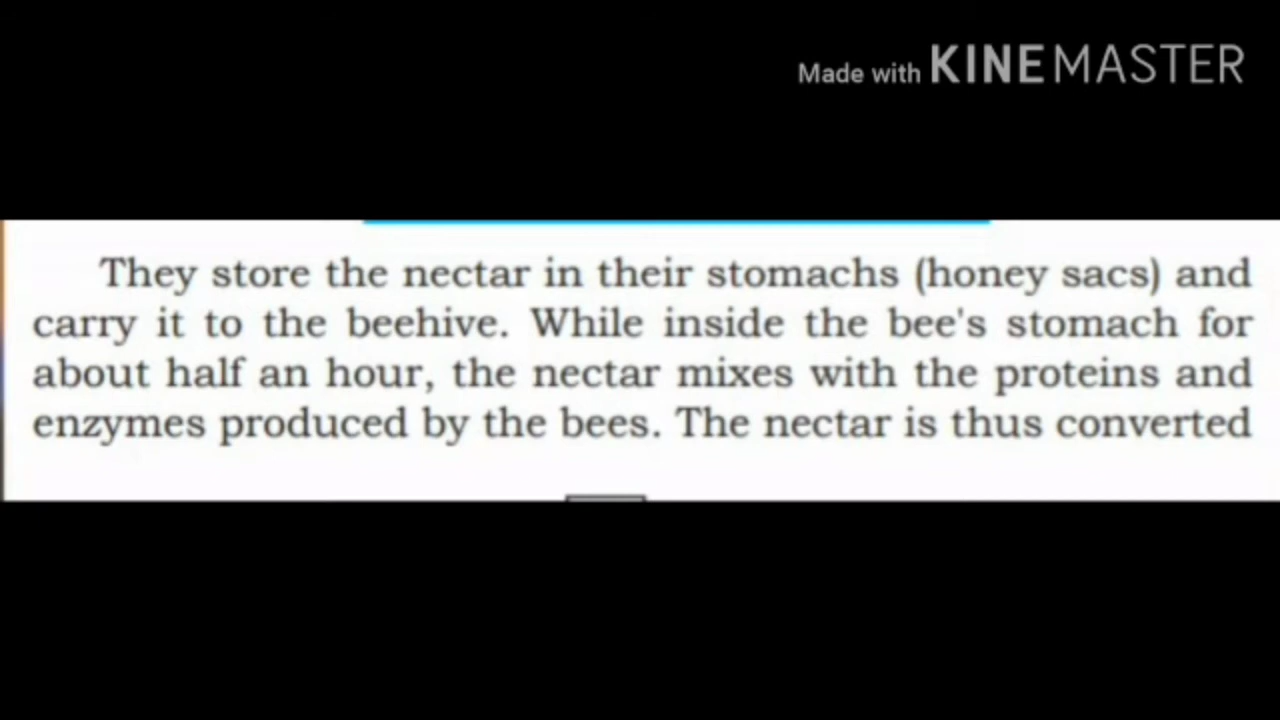 Made with KINEMASTER
They store the nectar in their stomachs (honey sacs) and
carry it to the beehive. While inside the bee's stomach for
about half an hour, the nectar mixes with the proteins and
enzymes produced by the bees. The nectar is thus converted